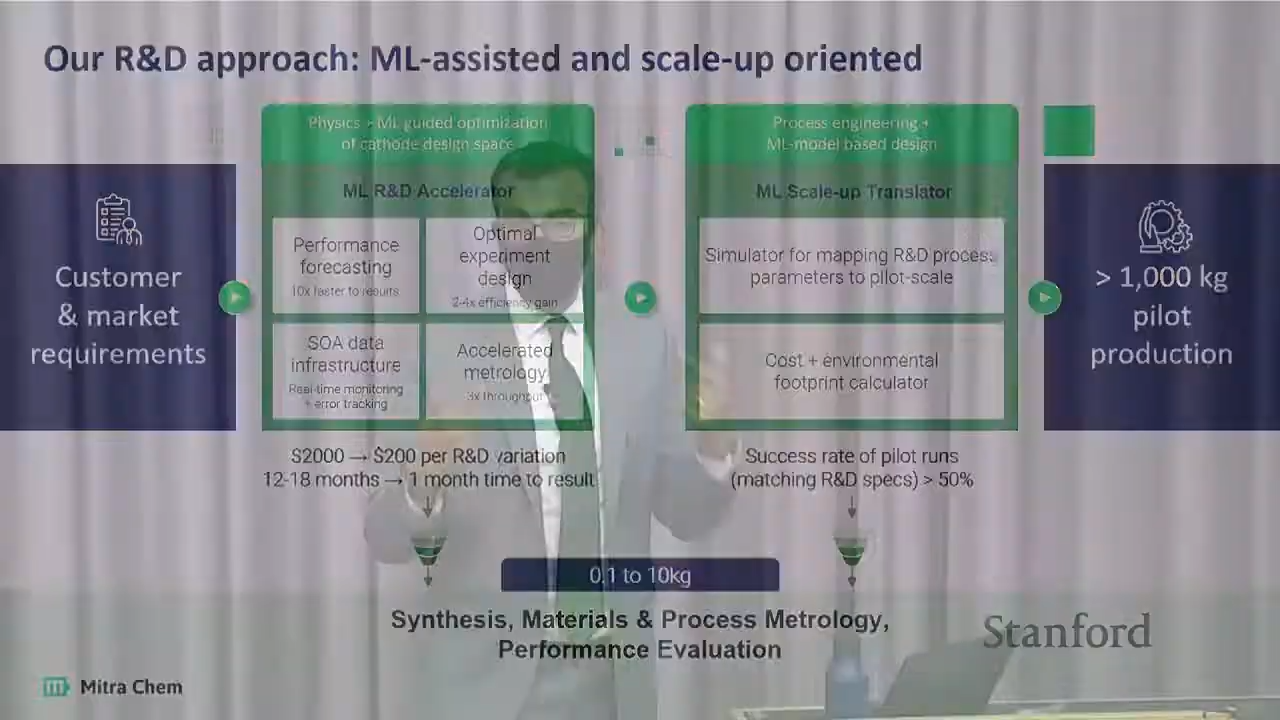 Our R&D approach: ML-assisted and scale-up oriented
Customer
& market
requirements
Physics + ML guided optimization
of cathode design space
ML R&D Accelerator
Performance
forecasting
10x faster to results
Optimal
experiment
design
2-4x efficiency gain
SOA data
infrastructure
Real-time monitoring
+ error tracking
Accelerated
metrology
3x throughput
$2000 → $200 per R&D variation
12-18 months → 1 month time to result
Process engineering +
ML-model based design
ML Scale-up Translator
Simulator for mapping R&D process
parameters to pilot-scale
Cost + environmental
footprint calculator
Success rate of pilot runs
(matching R&D specs) > 50%
> 1,000 kg
pilot
production
0.1 to 10kg
Synthesis, Materials & Process Metrology,
Performance Evaluation
Stanford
Mitra Chem